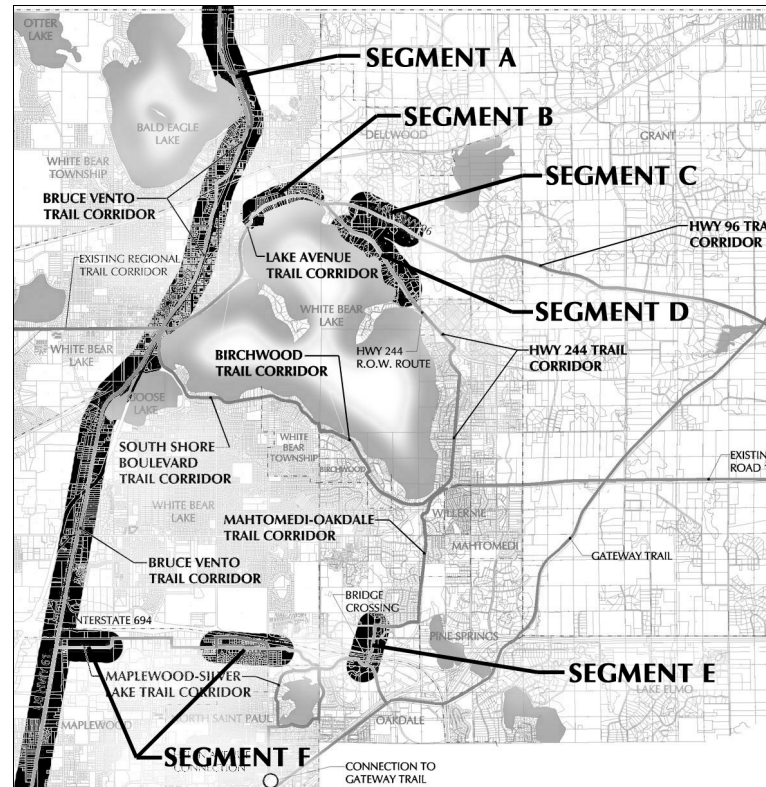 OTTER
LAKE
SEGMENT A
SEGMENT B
BALD EAGLE
LAKE
DELLWOOD
GRANT
WHITE BEAR
TOWNSHIP
SEGMENT C
BRUCE VENTO
TRAIL CORRIDOR
HWY 96 TRA
CORRIDOR
EXISTING REGIONAL
TRAIL CORRIDOR
LAKE AVENUE
TRAIL CORRIDOR
WHITE BEAR
LAKE
SEGMENT D
WHITE BEAR
LAKE
BIRCHWOOD
TRAIL CORRIDOR
HWY 244
R.O.W. ROUTE
HWY 244 TRAIL
CORRIDOR
GOOSE
LAKE
SOUTH SHORE
BOULEVARD
TRAIL CORRIDOR
WHITE
BEAR
TOWNSHIP
BIRCHWOOD
EXISTIN
ROAD
WHITE BEAR
LAKE
WILLERNIE
MAHTOMEDI-OAKDALE
TRAIL CORRIDOR
MAHTOMEDI
BRUCE VENTO
TRAIL CORRIDOR
GATEWAY TRAIL
BRIDGE
CROSSING
INTERSTATE 694
PINE SPRINGS
MAPLEWOOD-SILVER
LAKE TRAIL CORRIDOR
SEGMENT E
LAKE ELMO
MAPLEWOOD
NORTH SAINT PAUL
OAKDALE
SEGMENT F
CONNECTION
CONNECTION TO
GATEWAY TRAIL